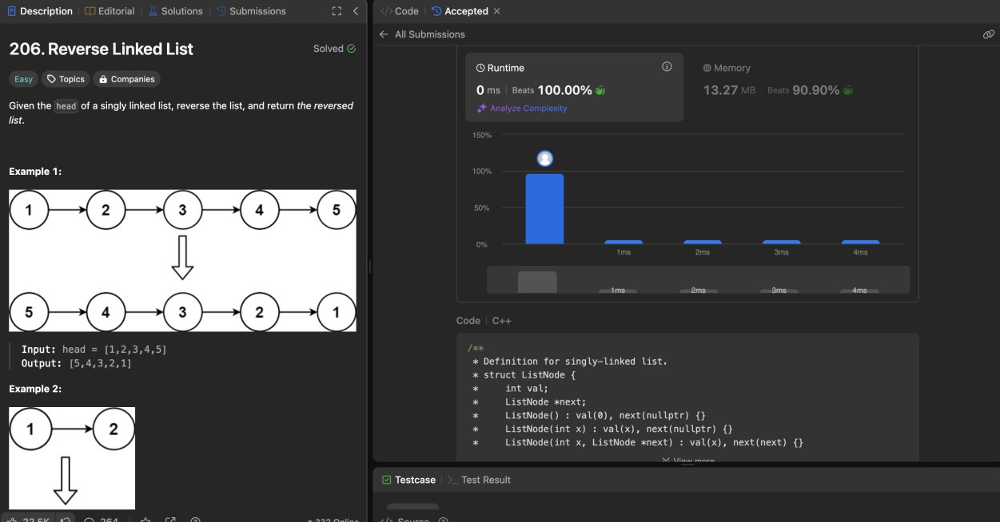 Description | Editorial | Solutions | Submissions
206. Reverse Linked List
Solved
Easy Topics Companies
Given the head of a singly linked list, reverse the list, and return the reversed
list.
Example 1:
1 2 3 4 5
5 4 3 2 1
Input: head = [1,2,3,4,5]
Output: [5,4,3,2,1]
Example 2:
1 2
22.5K 264 332 Online
</> Code | Accepted
All Submissions
Runtime
0 ms | Beats 100.00%
Analyze Complexity
Memory
13.27 MB | Beats 90.90%
150%
100%
50%
0%
1ms 2ms 3ms 4ms
1ms 2ms 3ms 4ms
Code | C++
/**
* Definition for singly-linked list.
* struct ListNode {
*     int val;
*     ListNode *next;
*     ListNode() : val(0), next(nullptr) {}
*     ListNode(int x) : val(x), next(nullptr) {}
*     ListNode(int x, ListNode *next) : val(x), next(next) {}
View more
Testcase | >_ Test Result
</> Source